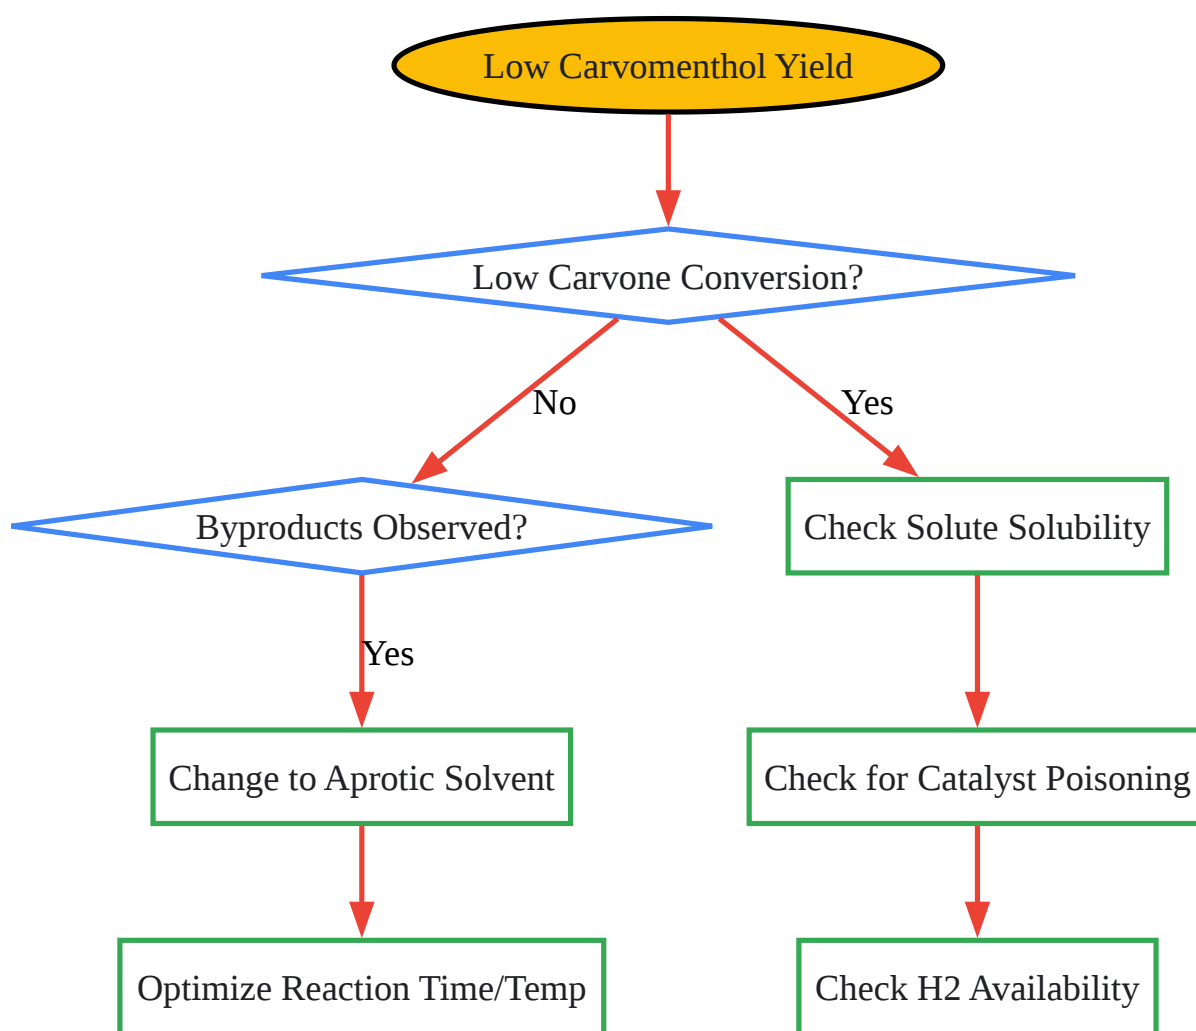 Low Carvomenthol Yield
Low Carvone Conversion?
No
Yes
Byproducts Observed?
Check Solute Solubility
Yes
Change to Aprotic Solvent
Check for Catalyst Poisoning
Optimize Reaction Time/Temp
Check H2 Availability